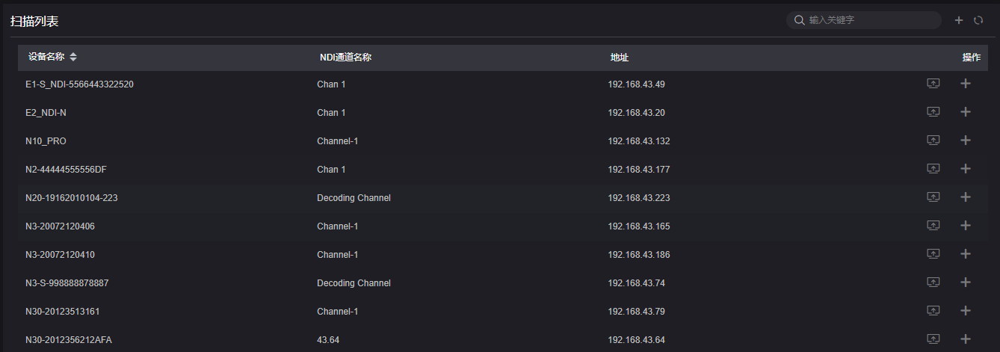 扫描列表
输入关键字
设备名称 NDI通道名称 地址 操作
E1-S_NDI-5566443322520 Chan 1 192.168.43.49
E2_NDI-N Chan 1 192.168.43.20
N10_PRO Channel-1 192.168.43.132
N2-44444555556DF Chan 1 192.168.43.177
N20-19162010104-223 Decoding Channel 192.168.43.223
N3-20072120406 Channel-1 192.168.43.165
N3-20072120410 Channel-1 192.168.43.186
N3-S-998888878887 Decoding Channel 192.168.43.74
N30-20123513161 Channel-1 192.168.43.79
N30-2012356212AFA 43.64 192.168.43.64